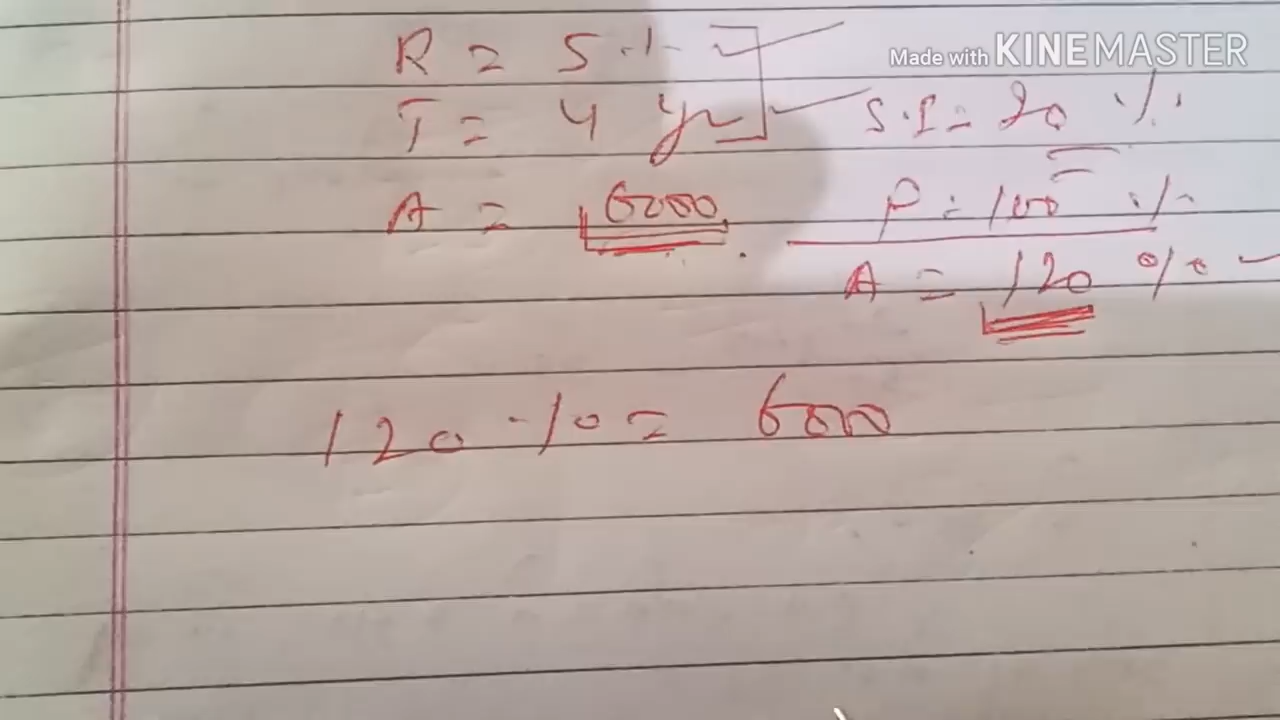 Made with KINEMASTER
R = 5 %
T = 4 yr
S.I = 20 %
A = 6000
P = 100 %
A = 120 %
120 % = 6000